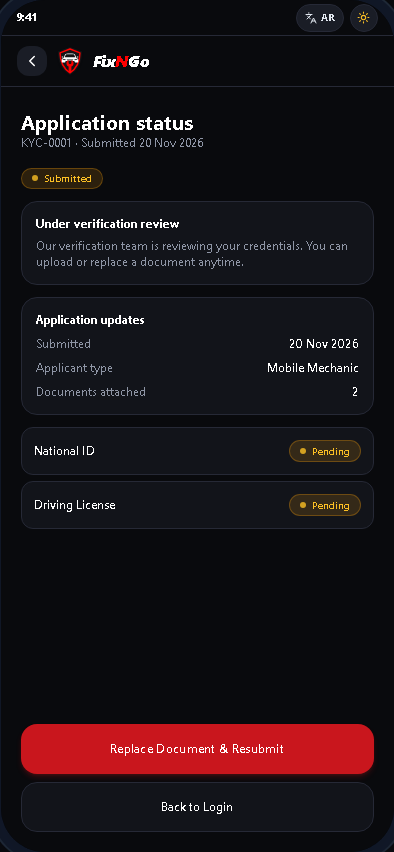 9:41
AR
FixNGo
Application status
KYC-0001 · Submitted 20 Nov 2026
Submitted
Under verification review
Our verification team is reviewing your credentials. You can
upload or replace a document anytime.
Application updates
Submitted 20 Nov 2026
Applicant type Mobile Mechanic
Documents attached 2
National ID Pending
Driving License Pending
Replace Document & Resubmit
Back to Login